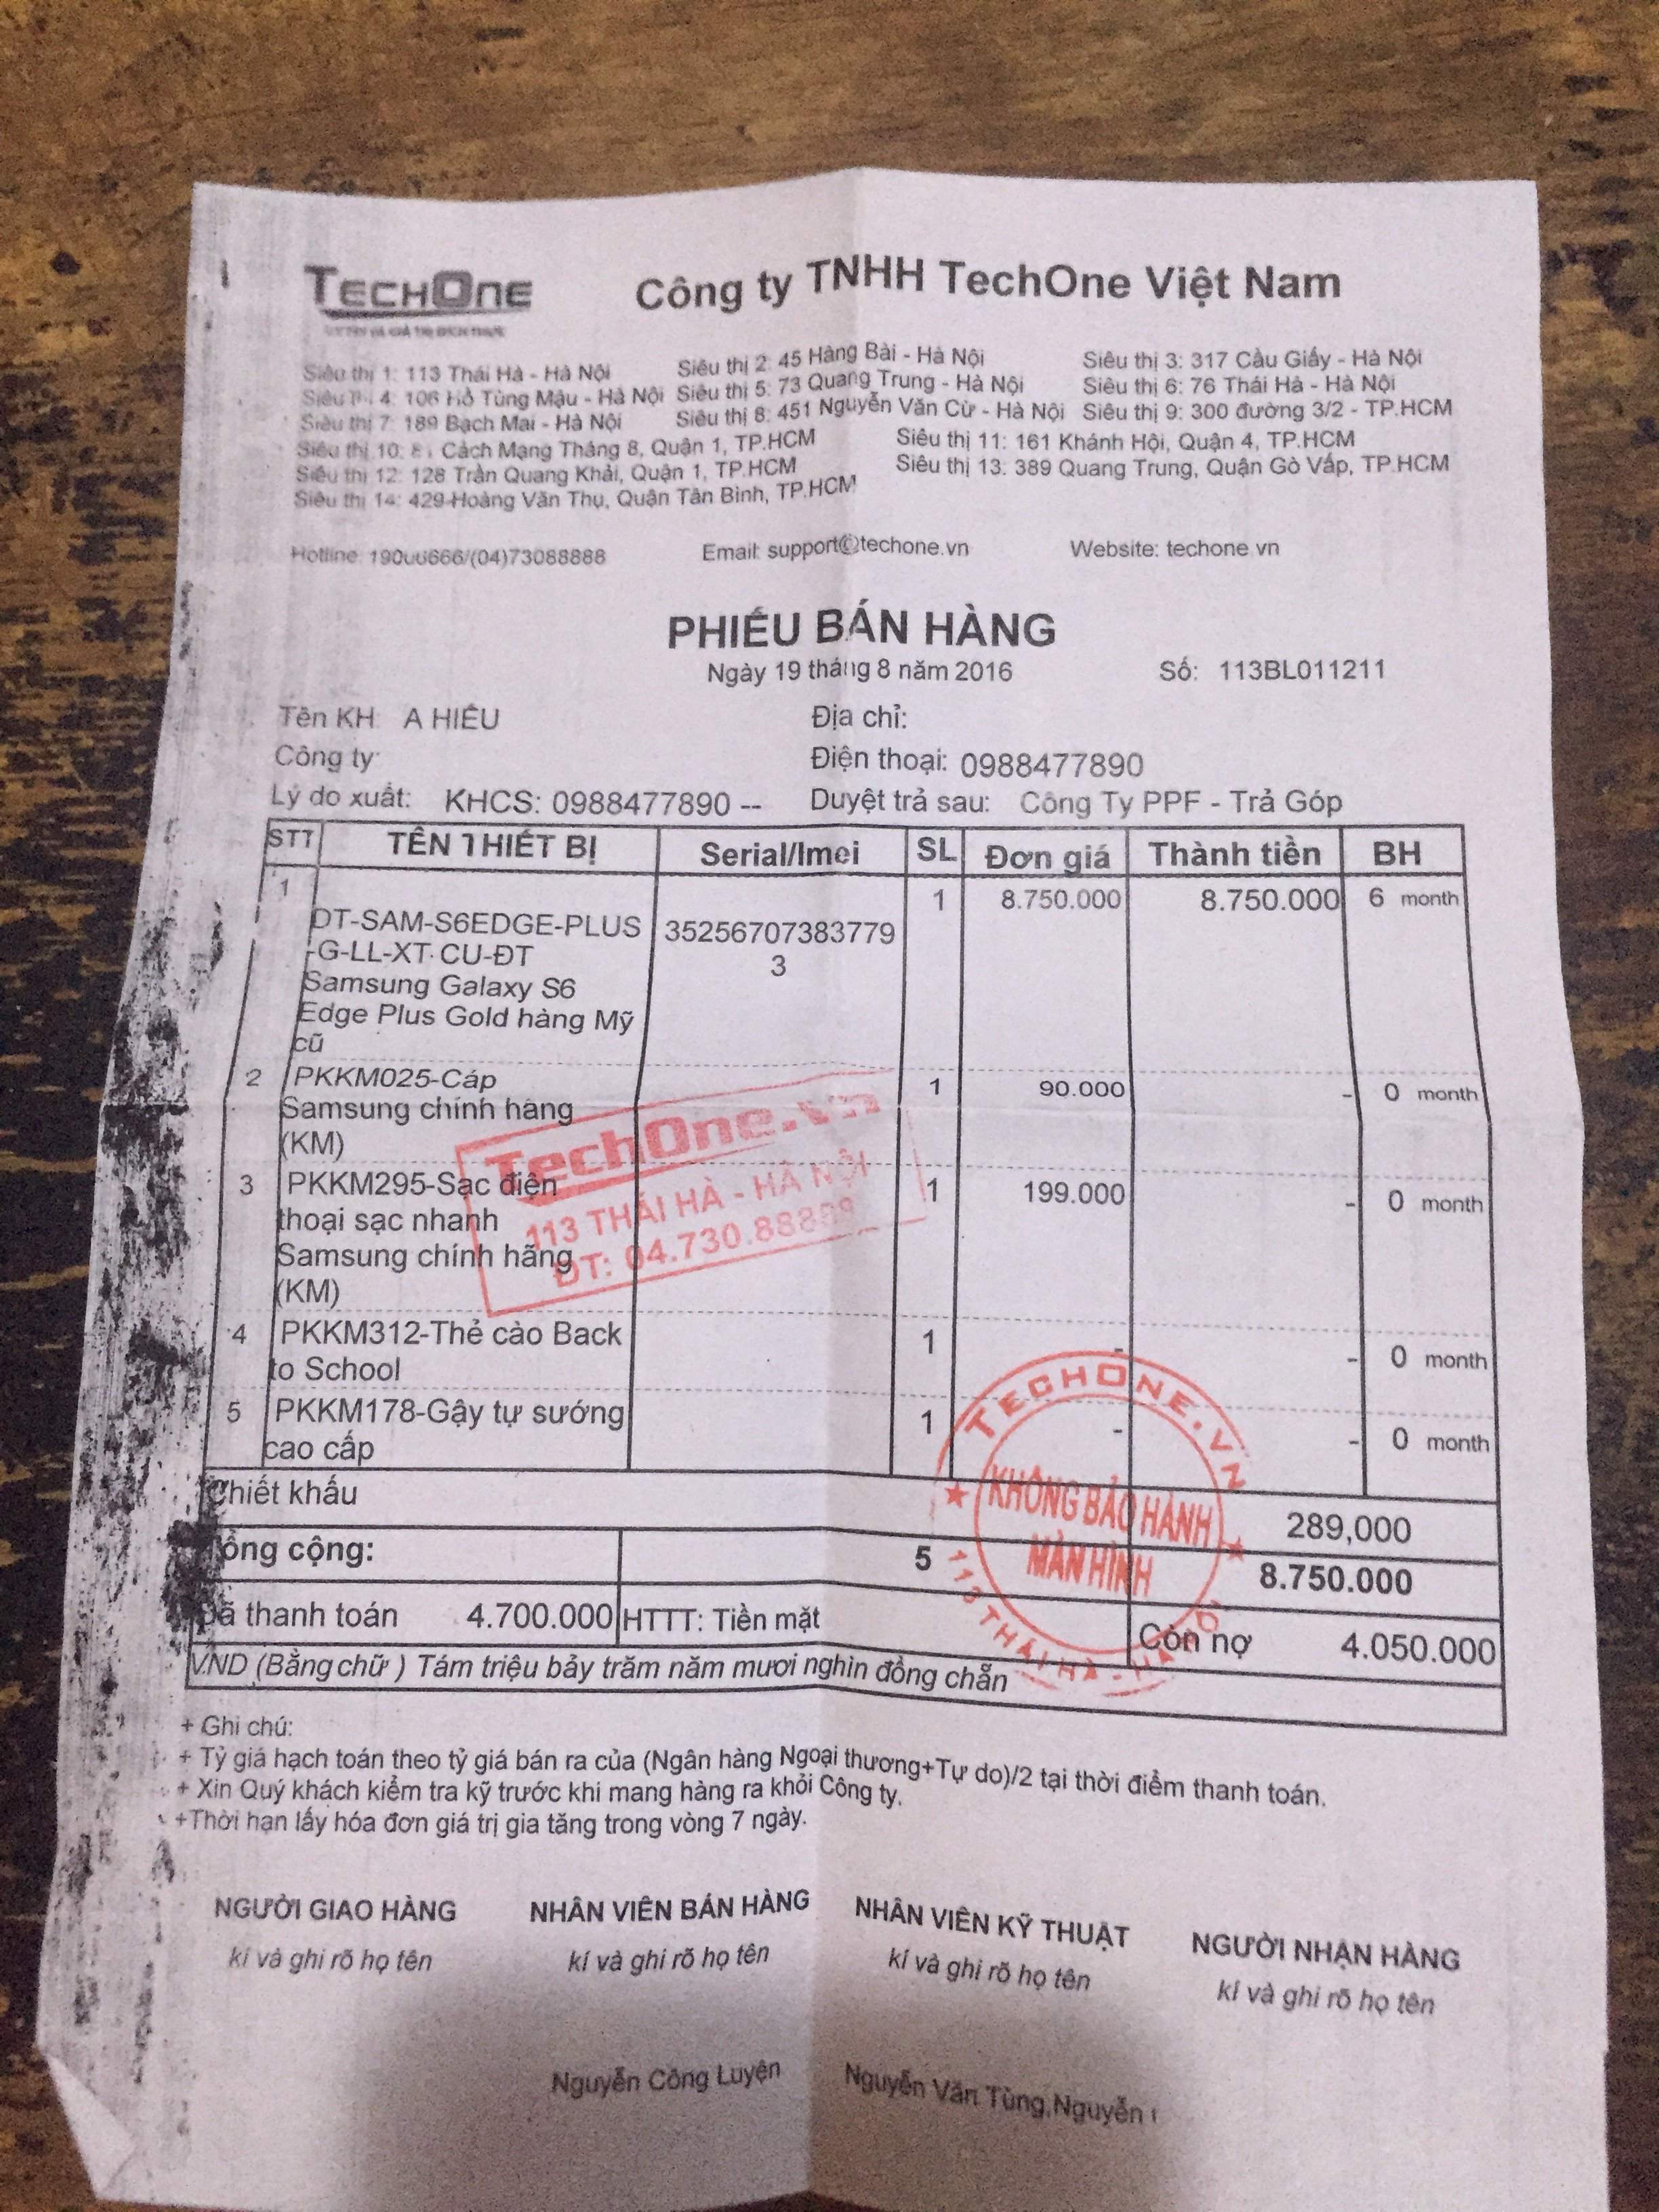 TECHONE
Công ty TNHH TechOne Việt Nam
Siêu thị 1: 113 Thái Hà - Hà Nội Siêu thị 2: 45 Hàng Bài - Hà Nội Siêu thị 3: 317 Cầu Giấy - Hà Nội
Siêu thị 4: 106 Hồ Tùng Mậu - Hà Nội Siêu thị 5: 73 Quang Trung - Hà Nội Siêu thị 6: 76 Thái Hà - Hà Nội
Siêu thị 7: 189 Bạch Mai - Hà Nội Siêu thị 8: 451 Nguyễn Văn Cừ - Hà Nội Siêu thị 9: 300 đường 3/2 - TP.HCM
Siêu thị 10: Cách Mạng Tháng 8, Quận 1, TP.HCM Siêu thị 11: 161 Khánh Hội, Quận 4, TP.HCM
Siêu thị 12: 128 Trần Quang Khải, Quận 1, TP.HCM Siêu thị 13: 389 Quang Trung, Quận Gò Vấp, TP.HCM
Siêu thị 14: 429 Hoàng Văn Thụ, Quận Tân Bình, TP.HCM
Hotline: 19006666/(04)73088888 Email: support@techone.vn Website: techone.vn
PHIẾU BÁN HÀNG
Ngày 19 tháng 8 năm 2016 Số: 113BL011211
Tên KH A HIẾU Địa chỉ:
Công ty: Điện thoại: 0988477890
Lý do xuất: KHCS: 0988477890 -- Duyệt trả sau: Công Ty PPF - Trả Góp
STT TÊN THIẾT BỊ Serial/Imei SL Đơn giá Thành tiền BH
1 1 8.750.000 8.750.000 6 month
DT-SAM-S6EDGE-PLUS 35256707383779
-G-LL-XT-CU-ĐT 3
Samsung Galaxy S6
Edge Plus Gold hàng Mỹ
cũ
2 PKKM025-Cáp 1 90.000 - 0 month
Samsung chính hãng
(KM)
3 PKKM295-Sạc điện 1 199.000 - 0 month
thoại sạc nhanh
Samsung chính hãng
(KM)
TechOne.vn
113 THÁI HÀ - HÀ NỘI
ĐT: 04.730.88889
4 PKKM312-Thẻ cào Back 1 - - 0 month
to School
5 PKKM178-Gậy tự sướng 1 - - 0 month
cao cấp
TECHONE.VN
KHÔNG BẢO HÀNH
MÀN HÌNH
113 THÁI HÀ - HÀ NỘI
Chiết khấu 289,000
Tổng cộng: 5 8.750.000
Đã thanh toán 4.700.000 HTTT: Tiền mặt Còn nợ 4.050.000
VND (Bằng chữ ) Tám triệu bảy trăm năm mươi nghìn đồng chẵn
+ Ghi chú:
+ Tỷ giá hạch toán theo tỷ giá bán ra của (Ngân hàng Ngoại thương+Tự do)/2 tại thời điểm thanh toán.
+ Xin Quý khách kiểm tra kỹ trước khi mang hàng ra khỏi Công ty.
+Thời hạn lấy hóa đơn giá trị gia tăng trong vòng 7 ngày.
NGƯỜI GIAO HÀNG NHÂN VIÊN BÁN HÀNG NHÂN VIÊN KỸ THUẬT NGƯỜI NHẬN HÀNG
kí và ghi rõ họ tên kí và ghi rõ họ tên kí và ghi rõ họ tên kí và ghi rõ họ tên
Nguyễn Công Luyện Nguyễn Văn Tùng,Nguyễn